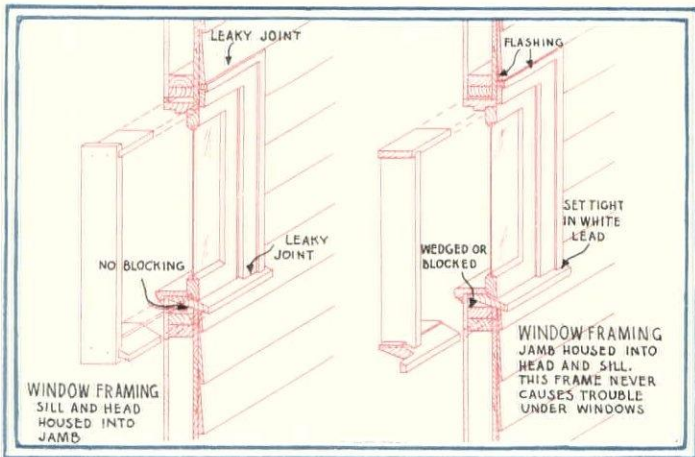 LEAKY JOINT
NO BLOCKING
LEAKY
JOINT
WINDOW FRAMING
SILL AND HEAD
HOUSED INTO
JAMB
FLASHING
SET TIGHT
IN WHITE
LEAD
WEDGED OR
BLOCKED
WINDOW FRAMING
JAMB HOUSED INTO
HEAD AND SILL.
THIS FRAME NEVER
CAUSES TROUBLE
UNDER WINDOWS